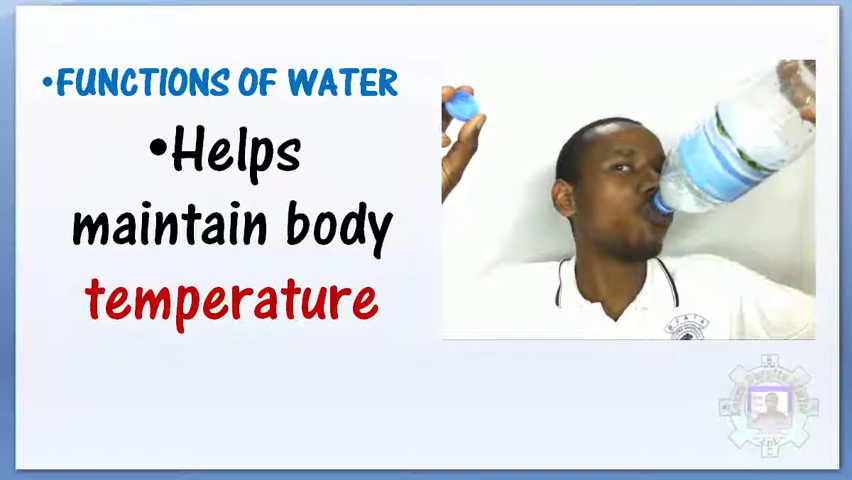 •FUNCTIONS OF WATER
•Helps
maintain body
temperature